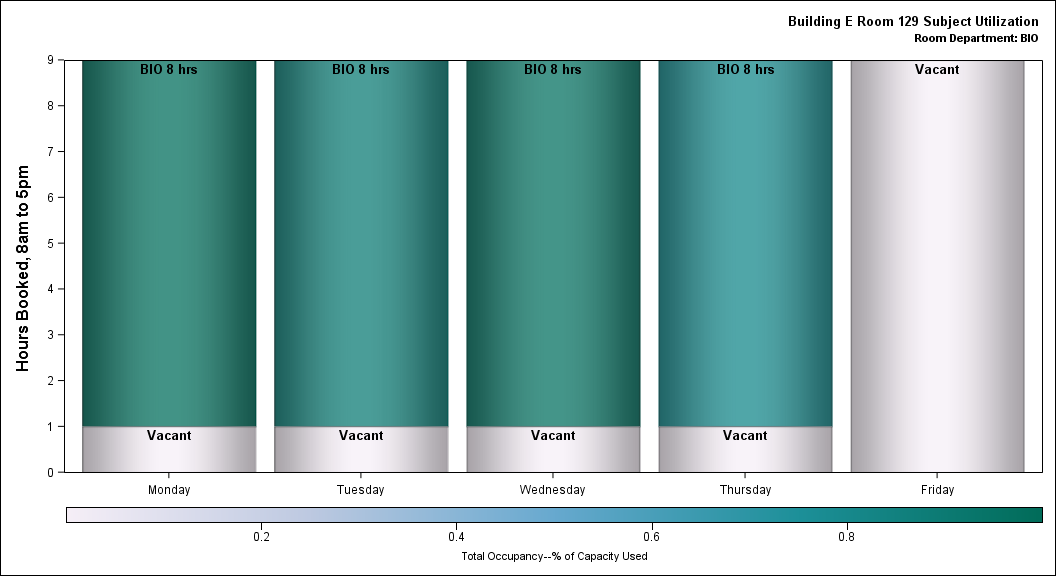 Building E Room 129 Subject Utilization
Room Department: BIO
Hours Booked, 8am to 5pm
9
8
7
6
5
4
3
2
1
0
BIO 8 hrs
BIO 8 hrs
BIO 8 hrs
BIO 8 hrs
Vacant
Vacant
Vacant
Vacant
Vacant
Monday
Tuesday
Wednesday
Thursday
Friday
0.2
0.4
0.6
0.8
Total Occupancy--% of Capacity Used